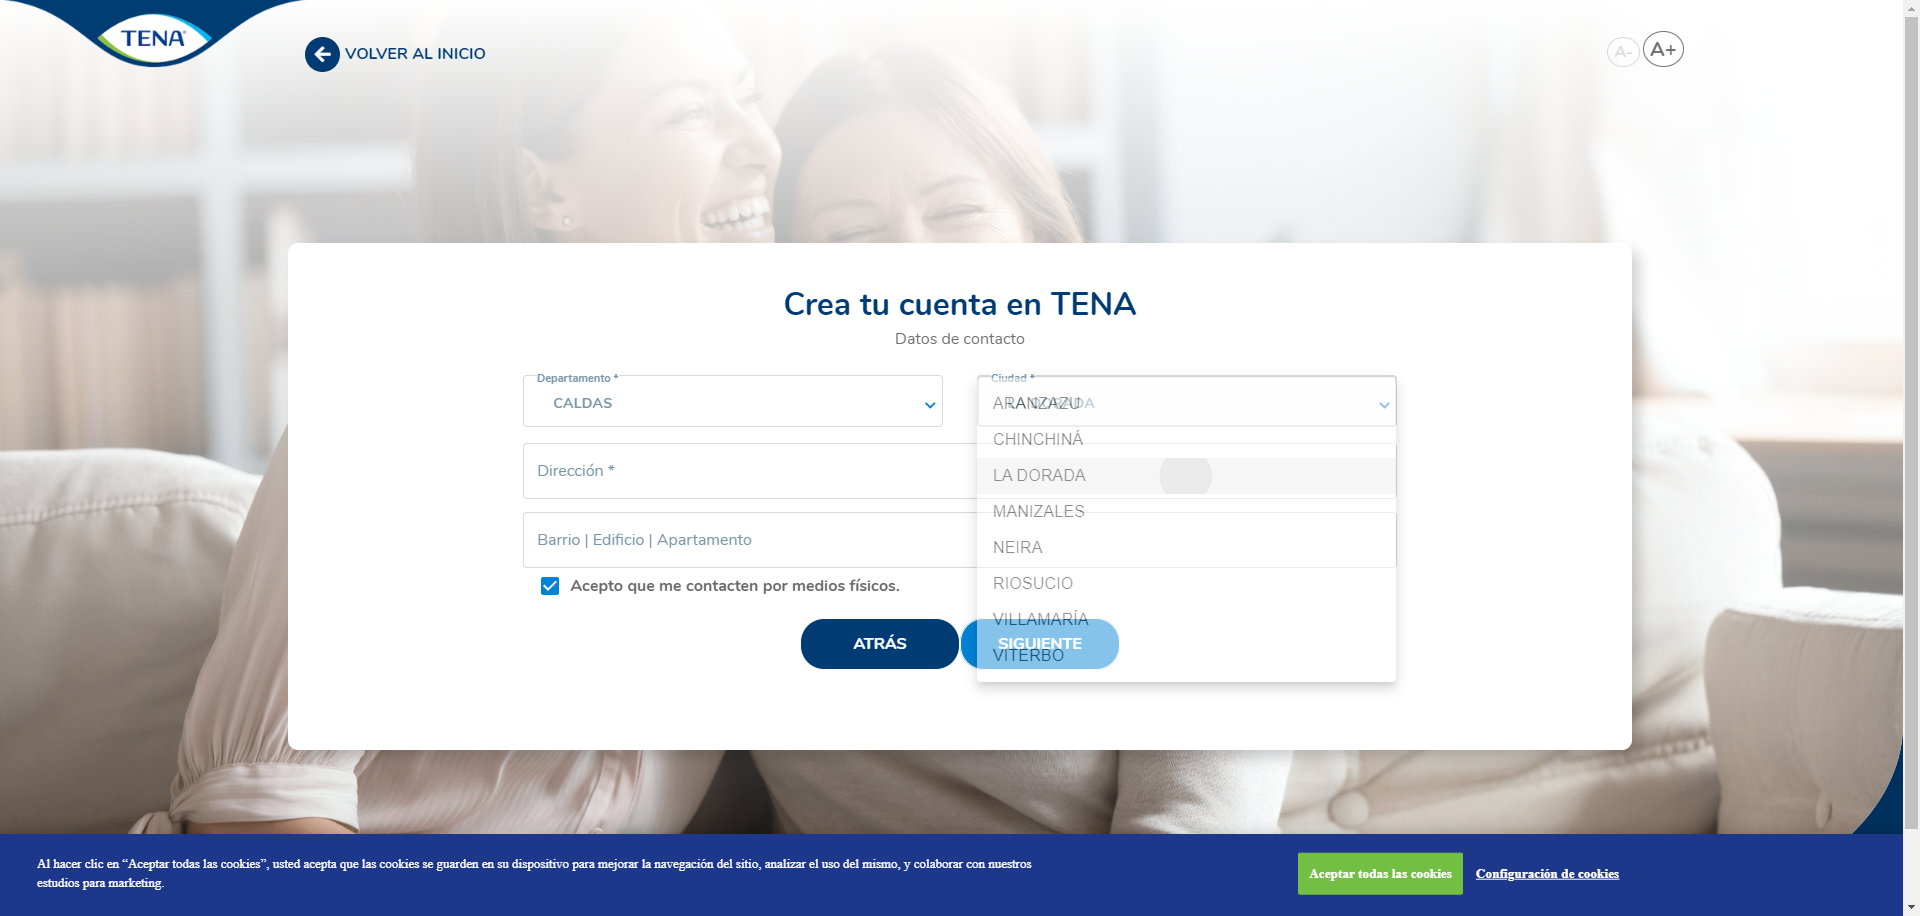 TENA
VOLVER AL INICIO
A-
A+
Crea tu cuenta en TENA
Datos de contacto
Departamento *
CALDAS
Ciudad *
LA DORADA
ARANZAZU
CHINCHINÁ
LA DORADA
MANIZALES
NEIRA
RIOSUCIO
VILLAMARÍA
VITERBO
Dirección *
Barrio | Edificio | Apartamento
Acepto que me contacten por medios físicos.
ATRÁS
SIGUIENTE
Al hacer clic en “Aceptar todas las cookies”, usted acepta que las cookies se guarden en su dispositivo para mejorar la navegación del sitio, analizar el uso del mismo, y colaborar con nuestros
estudios para marketing.
Aceptar todas las cookies
Configuración de cookies